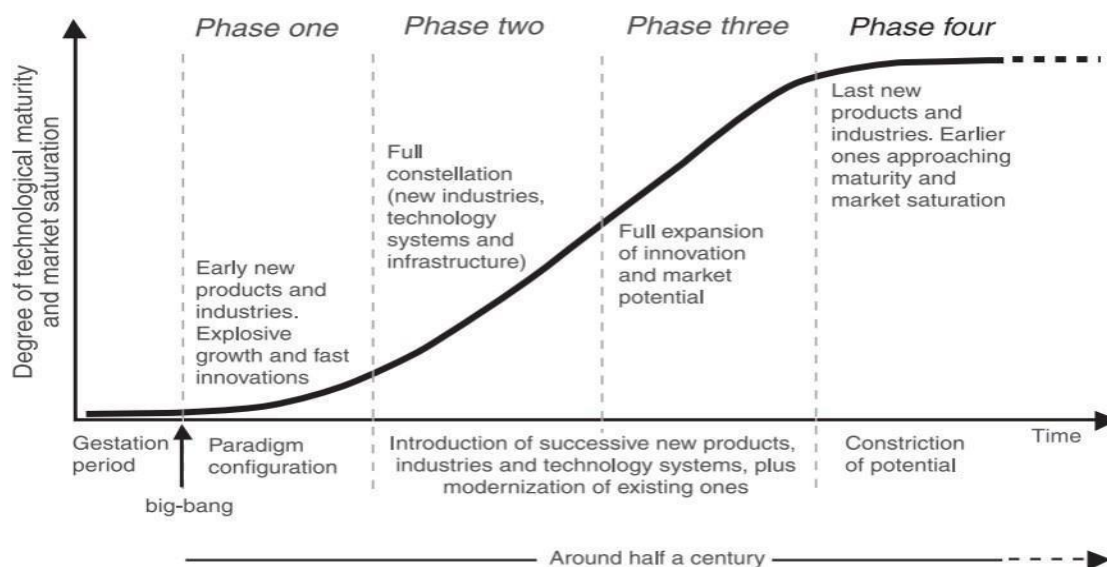 Phase one
Phase two
Phase three
Phase four
Degree of technological maturity
and market saturation
Early new
products and
industries.
Explosive
growth and fast
innovations
Full
constellation
(new industries,
technology
systems and
infrastructure)
Full expansion
of innovation
and market
potential
Last new
products and
industries. Earlier
ones approaching
maturity and
market saturation
Gestation
period
big-bang
Paradigm
configuration
Introduction of successive new products,
industries and technology systems, plus
modernization of existing ones
Constriction
of potential
Time
Around half a century